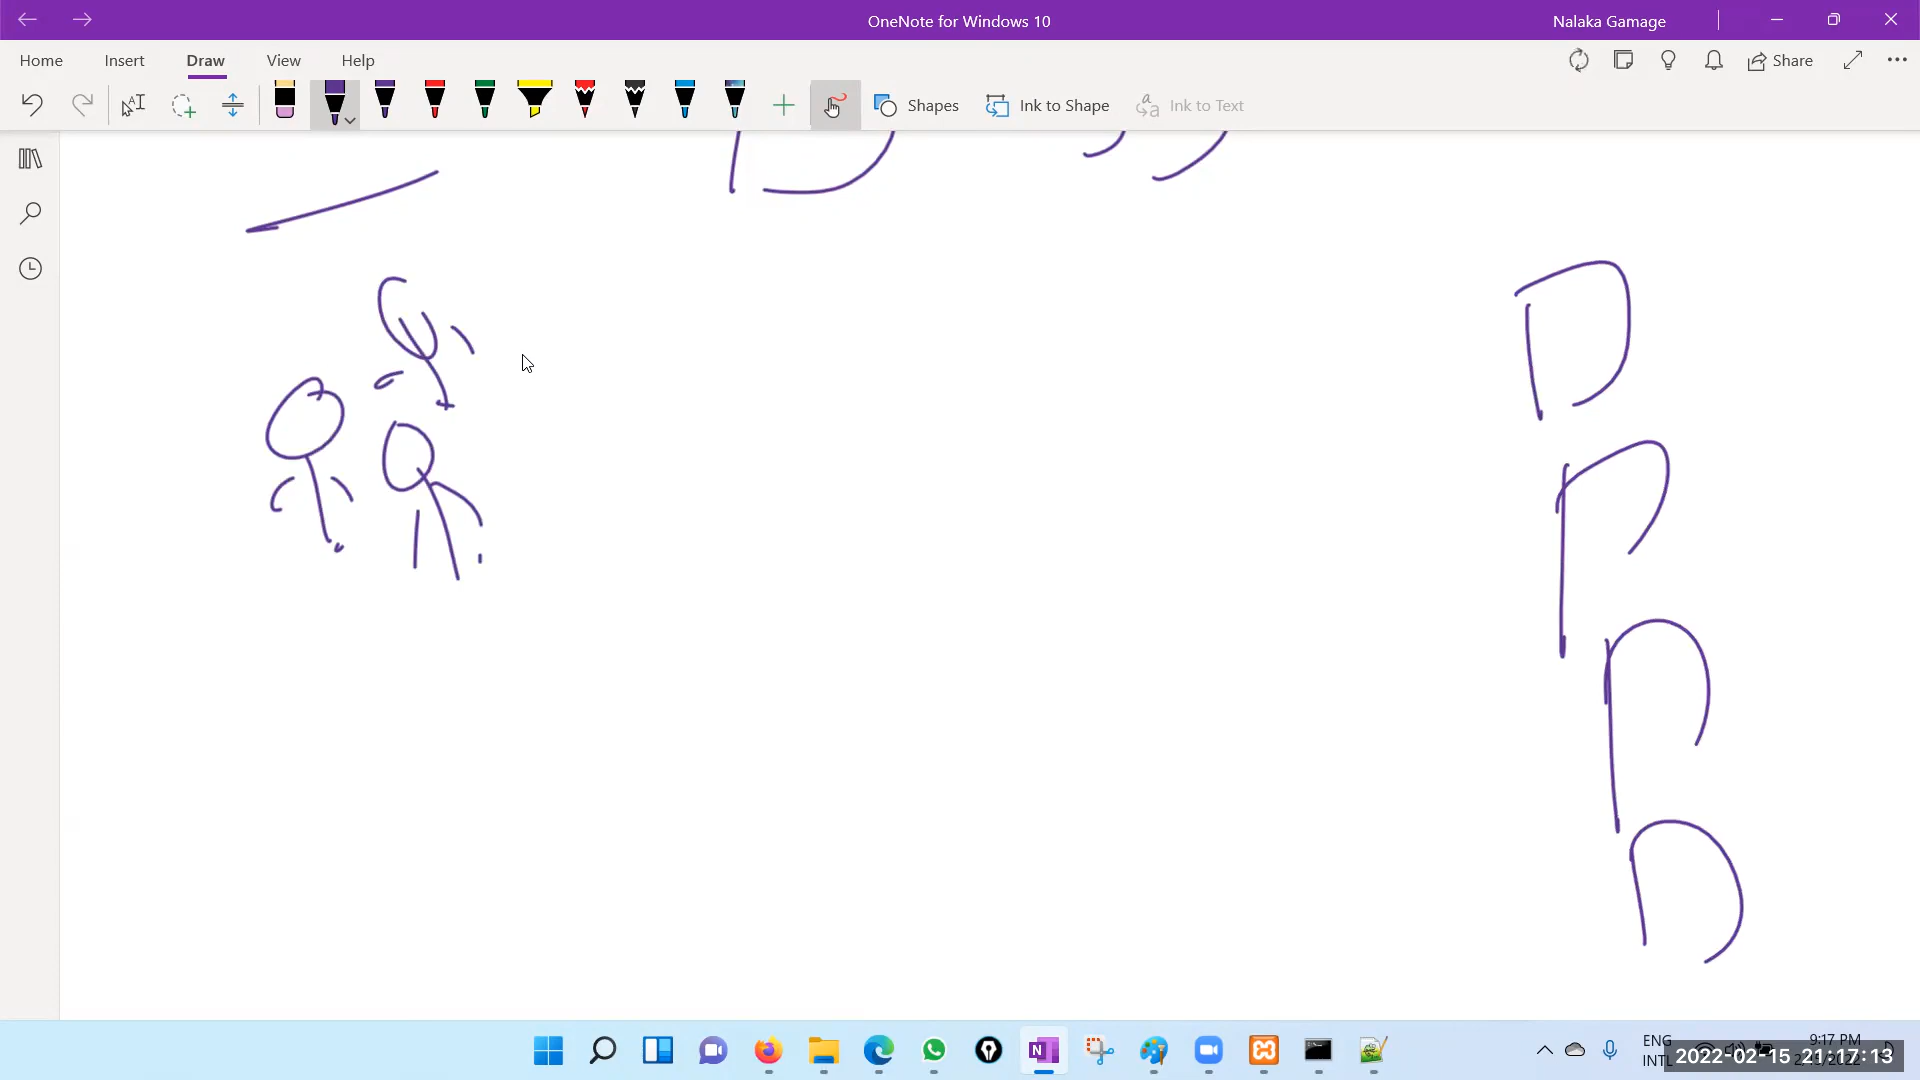 OneNote for Windows 10 Nalaka Gamage
Home Insert Draw View Help Share
Shapes Ink to Shape Ink to Text
D
D
D
D
ENG 9:17 PM
INTL
2022-02-15 21:17:13